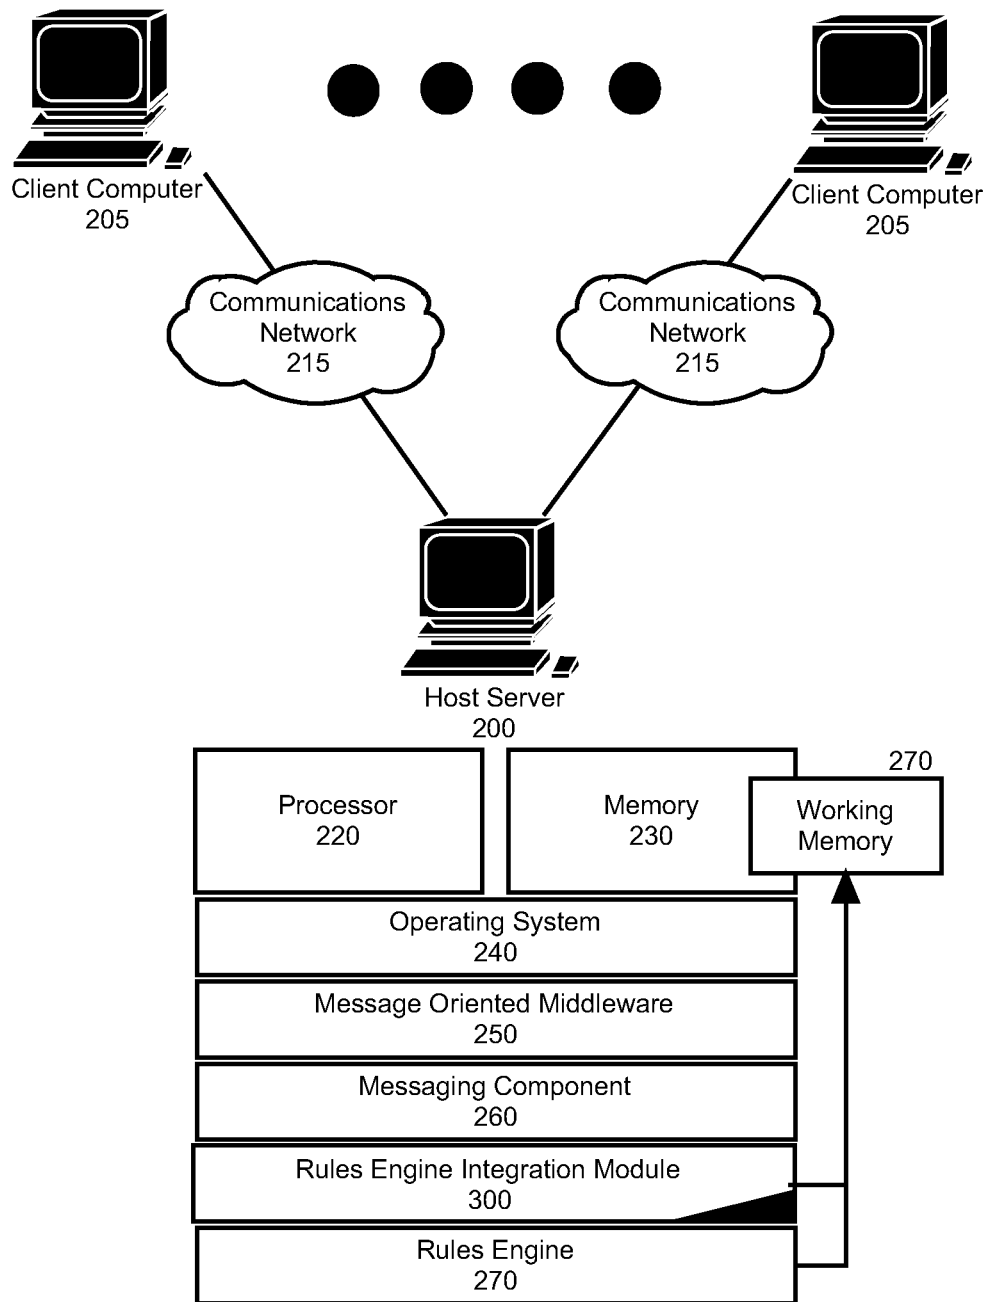 Client Computer
205
Client Computer
205
Communications
Network
215
Communications
Network
215
Host Server
200
270
Processor
220
Memory
230
Working
Memory
Operating System
240
Message Oriented Middleware
250
Messaging Component
260
Rules Engine Integration Module
300
Rules Engine
270